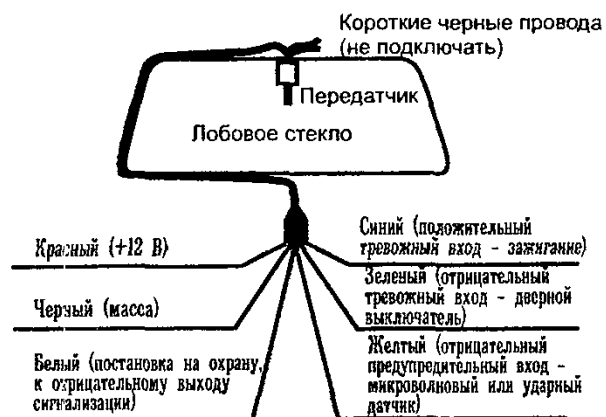 Короткие черные провода
(не подключать)
Передатчик
Лобовое стекло
Красный (+12 В)
Черный (масса)
Белый (постановка на охрану,
к отрицательному выходу
сигнализации)
Синий (положительный
тревожный вход - зажигание)
Зеленый (отрицательный
тревожный вход - дверной
выключатель)
Желтый (отрицательный
предупредительный вход -
микроволновый или ударный
датчик)